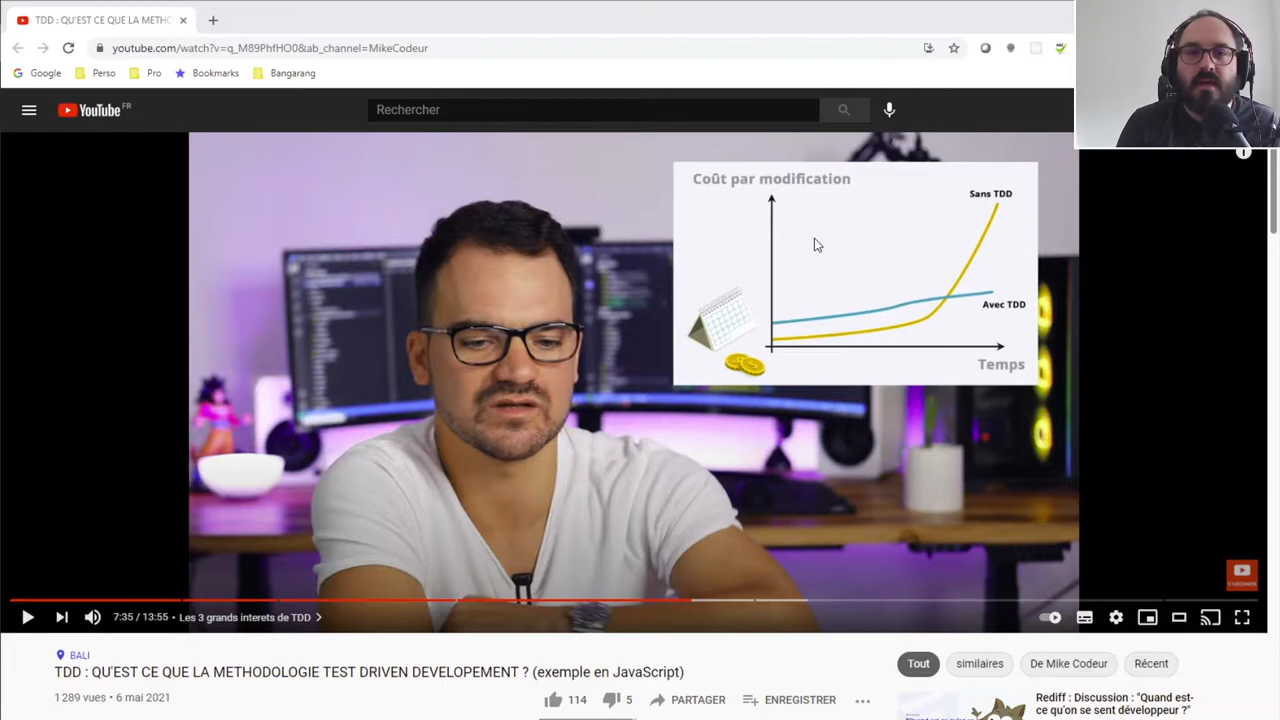 TDD : QU'EST CE QUE LA METHO
youtube.com/watch?v=q_M89PhfHO0&ab_channel=MikeCodeur
Google
Perso
Pro
Bookmarks
Bangarang
YouTube FR
Rechercher
Coût par modification
Sans TDD
Avec TDD
Temps
S'ABONNER
7:35 / 13:55 • Les 3 grands interets de TDD
BALI
TDD : QU'EST CE QUE LA METHODOLOGIE TEST DRIVEN DEVELOPEMENT ? (exemple en JavaScript)
1 289 vues • 6 mai 2021
114
5
PARTAGER
ENREGISTRER
Tout
similaires
De Mike Codeur
Récent
Rediff : Discussion : "Quand est-
ce qu'on se sent développeur ?"